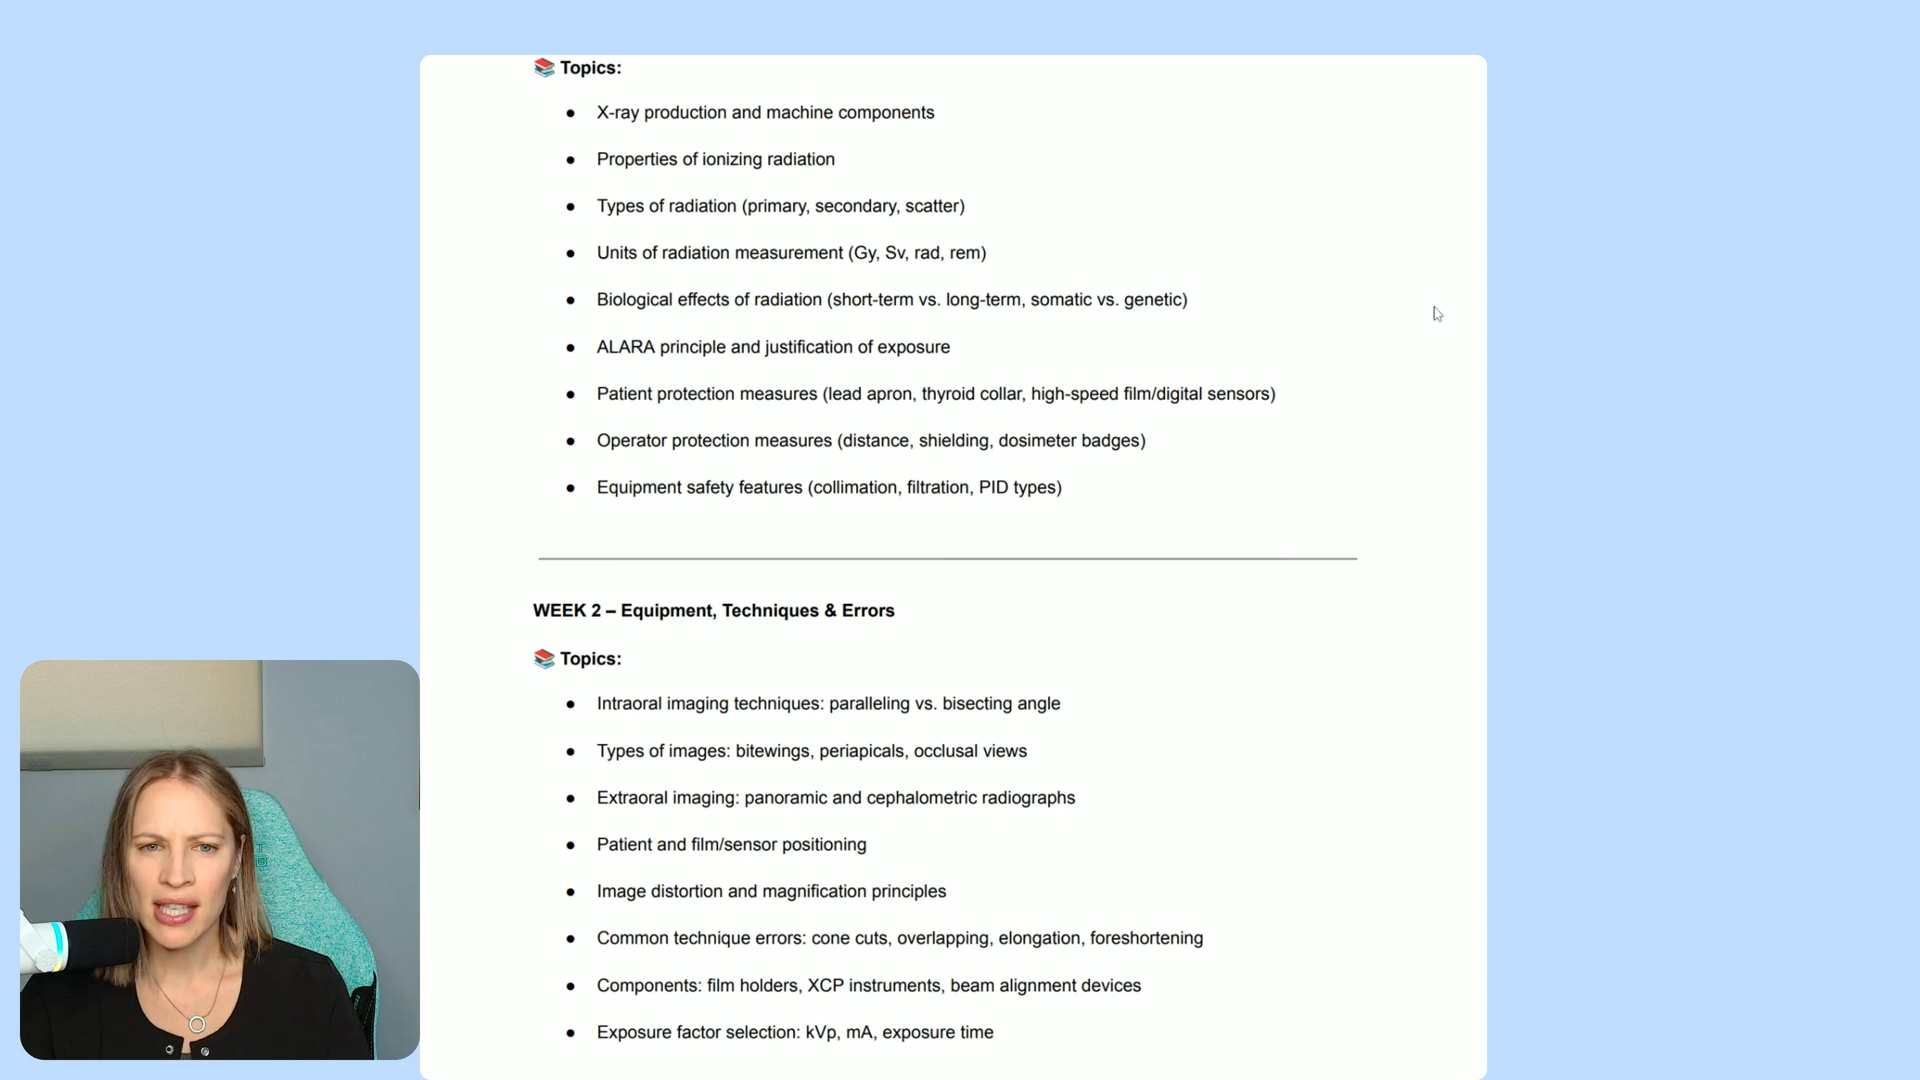 📚 Topics:
● X-ray production and machine components
● Properties of ionizing radiation
● Types of radiation (primary, secondary, scatter)
● Units of radiation measurement (Gy, Sv, rad, rem)
● Biological effects of radiation (short-term vs. long-term, somatic vs. genetic)
● ALARA principle and justification of exposure
● Patient protection measures (lead apron, thyroid collar, high-speed film/digital sensors)
● Operator protection measures (distance, shielding, dosimeter badges)
● Equipment safety features (collimation, filtration, PID types)
WEEK 2 – Equipment, Techniques & Errors
📚 Topics:
● Intraoral imaging techniques: paralleling vs. bisecting angle
● Types of images: bitewings, periapicals, occlusal views
● Extraoral imaging: panoramic and cephalometric radiographs
● Patient and film/sensor positioning
● Image distortion and magnification principles
● Common technique errors: cone cuts, overlapping, elongation, foreshortening
● Components: film holders, XCP instruments, beam alignment devices
● Exposure factor selection: kVp, mA, exposure time